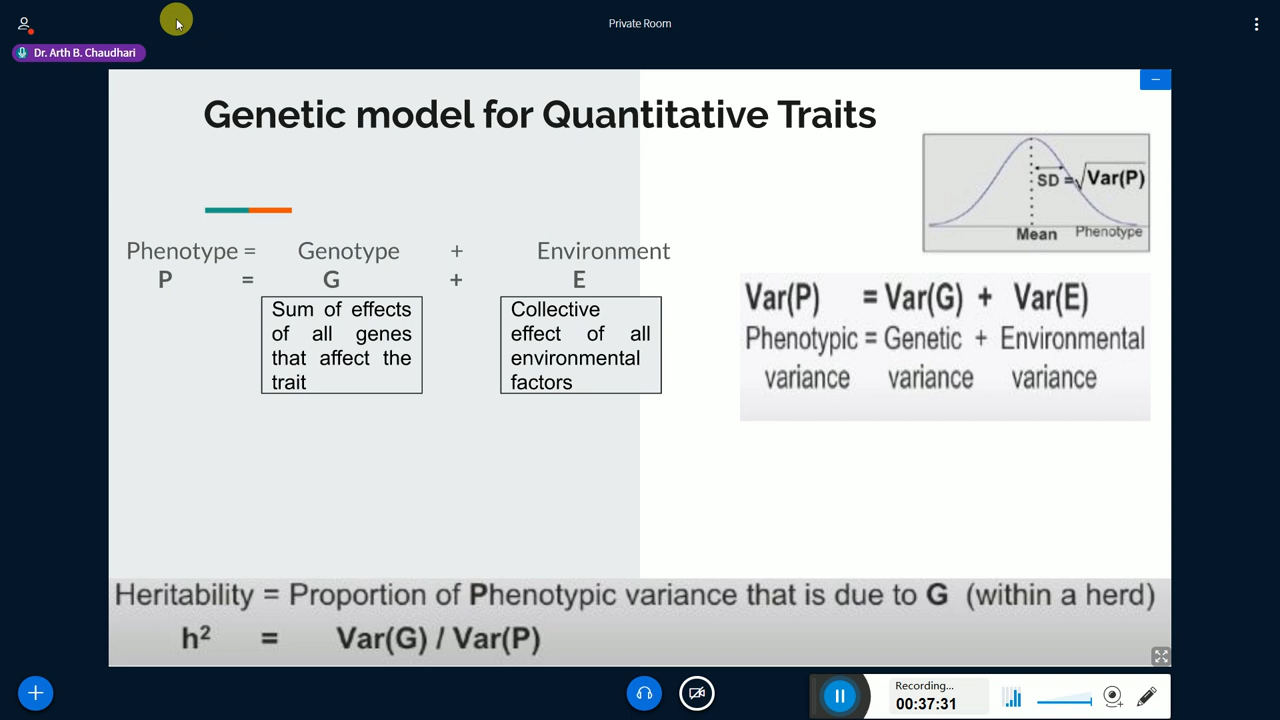 Private Room
Dr. Arth B. Chaudhari
Genetic model for Quantitative Traits
SD = √Var(P)
Mean Phenotype
Phenotype = Genotype + Environment
P = G + E
Sum of effects
of all genes
that affect the
trait
Collective
effect of all
environmental
factors
Var(P) = Var(G) + Var(E)
Phenotypic = Genetic + Environmental
variance variance variance
Heritability = Proportion of Phenotypic variance that is due to G (within a herd)
h² = Var(G) / Var(P)
Recording...
00:37:31